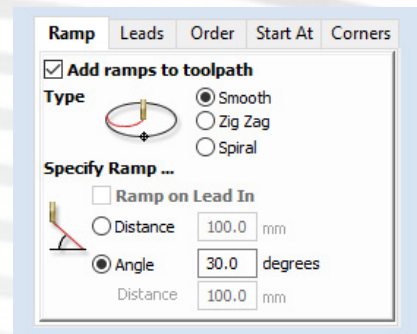 Ramp Leads Order Start At Corners
Add ramps to toolpath
Type
Smooth
Zig Zag
Spiral
Specify Ramp ...
Ramp on Lead In
Distance 100.0 mm
Angle 30.0 degrees
Distance 100.0 mm